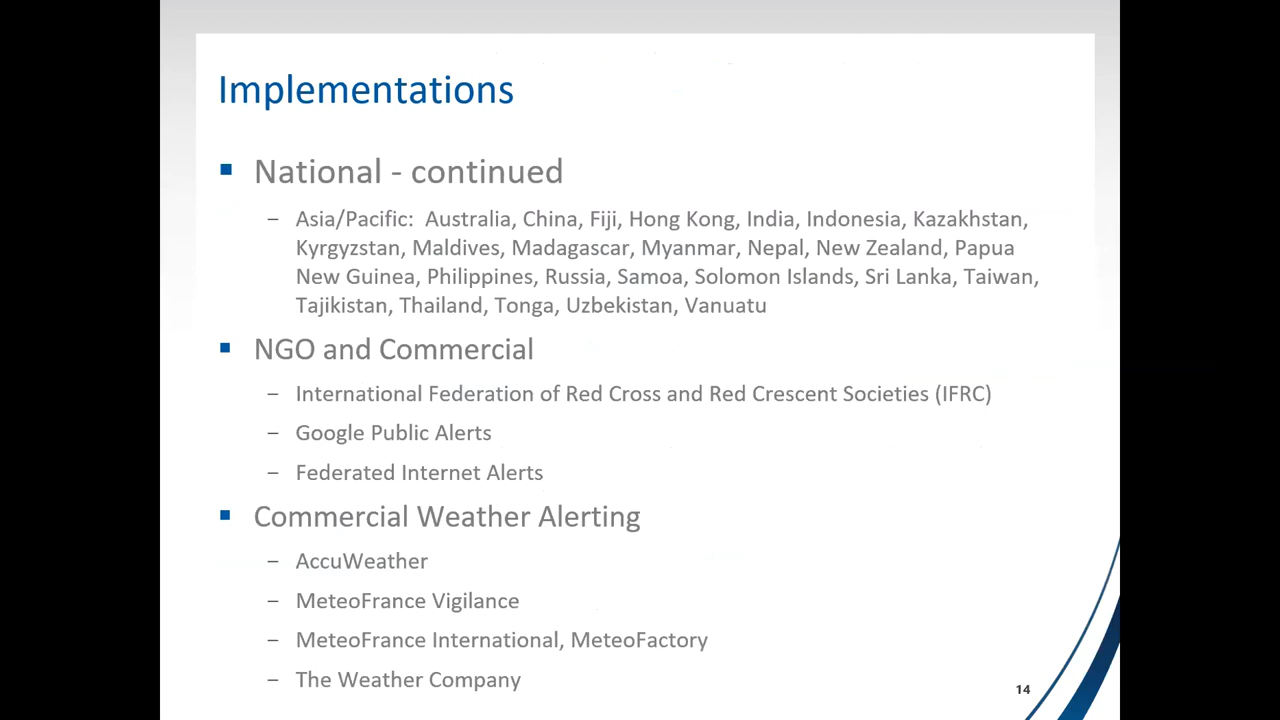 Implementations
▪ National - continued
– Asia/Pacific:  Australia, China, Fiji, Hong Kong, India, Indonesia, Kazakhstan,
Kyrgyzstan, Maldives, Madagascar, Myanmar, Nepal, New Zealand, Papua
New Guinea, Philippines, Russia, Samoa, Solomon Islands, Sri Lanka, Taiwan,
Tajikistan, Thailand, Tonga, Uzbekistan, Vanuatu
▪ NGO and Commercial
– International Federation of Red Cross and Red Crescent Societies (IFRC)
– Google Public Alerts
– Federated Internet Alerts
▪ Commercial Weather Alerting
– AccuWeather
– MeteoFrance Vigilance
– MeteoFrance International, MeteoFactory
– The Weather Company
14